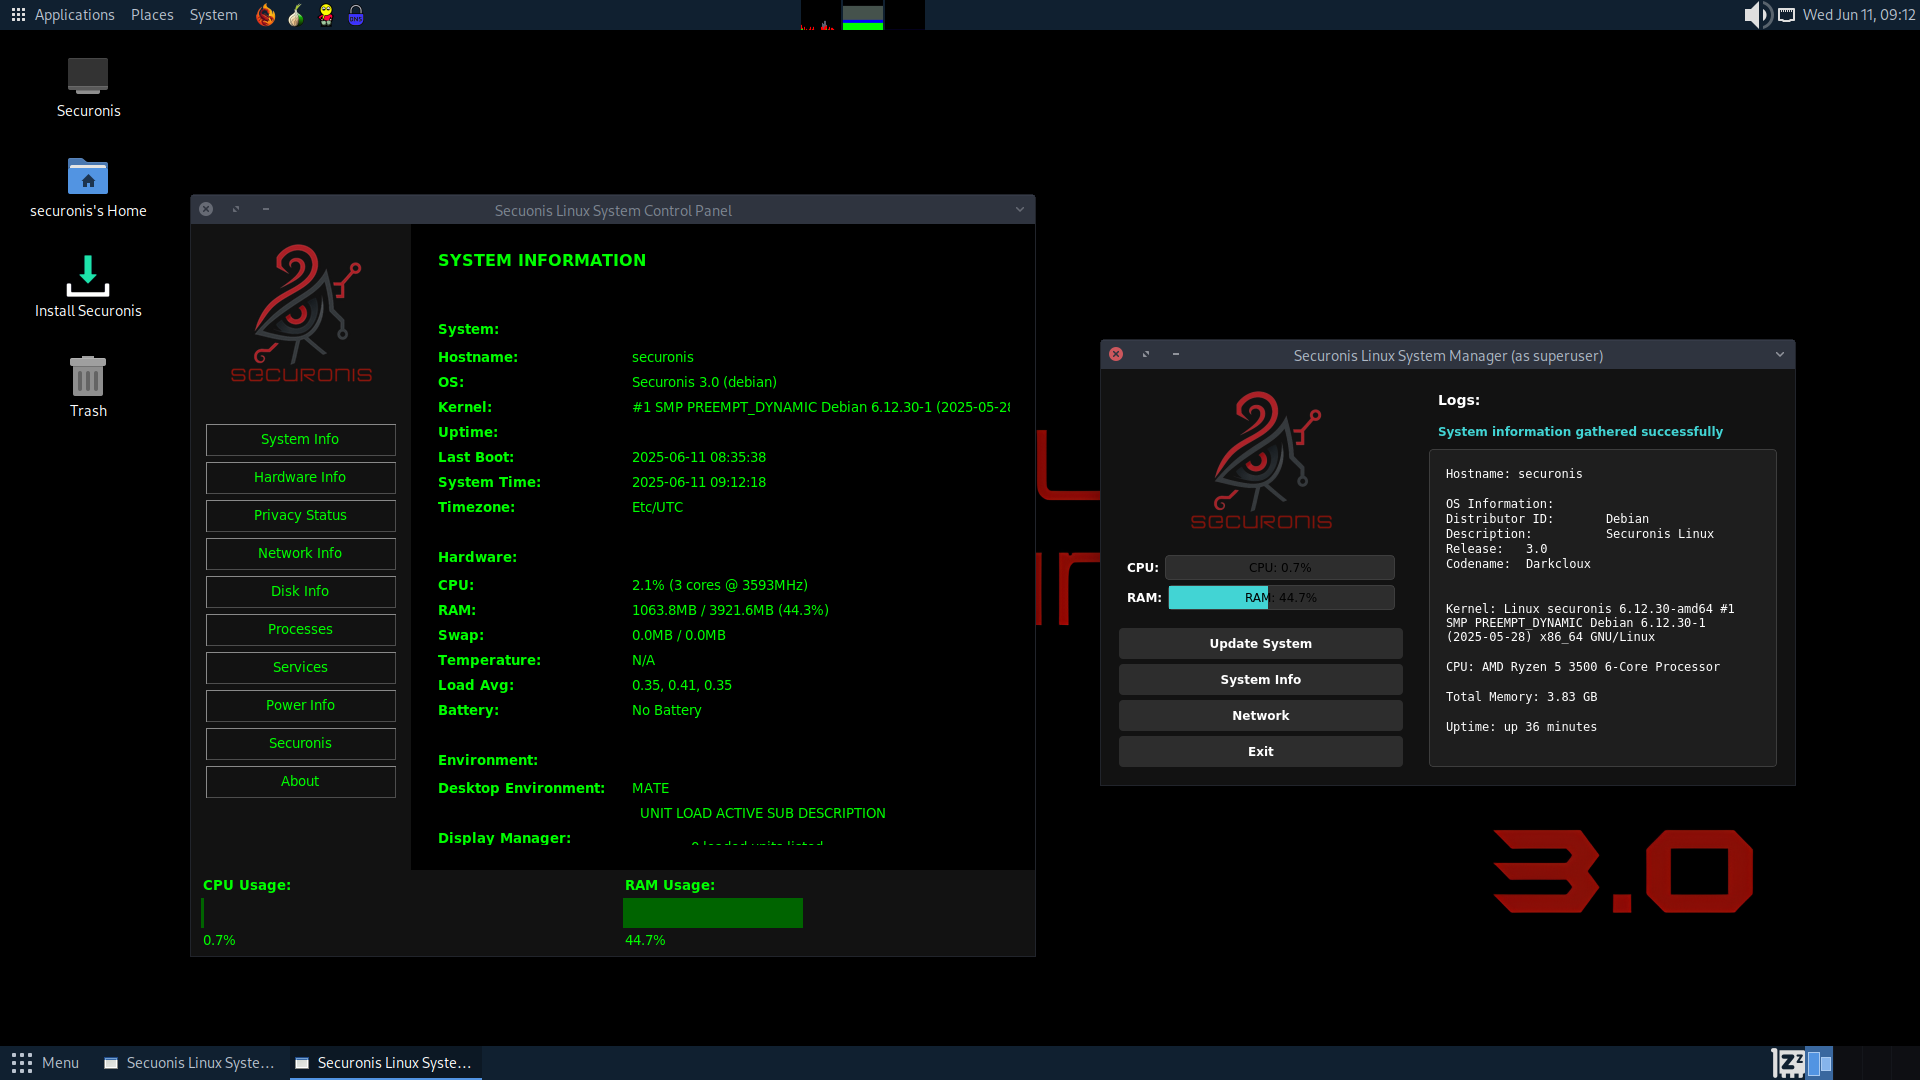 Applications Places System
Wed Jun 11, 09:12
Securonis
securonis's Home
Install Securonis
Trash
Secuonis Linux System Control Panel
SECURONIS
System Info
Hardware Info
Privacy Status
Network Info
Disk Info
Processes
Services
Power Info
Securonis
About
SYSTEM INFORMATION
System:
Hostname: securonis
OS: Securonis 3.0 (debian)
Kernel: #1 SMP PREEMPT_DYNAMIC Debian 6.12.30-1 (2025-05-28
Uptime:
Last Boot: 2025-06-11 08:35:38
System Time: 2025-06-11 09:12:18
Timezone: Etc/UTC
Hardware:
CPU: 2.1% (3 cores @ 3593MHz)
RAM: 1063.8MB / 3921.6MB (44.3%)
Swap: 0.0MB / 0.0MB
Temperature: N/A
Load Avg: 0.35, 0.41, 0.35
Battery: No Battery
Environment:
Desktop Environment: MATE
UNIT LOAD ACTIVE SUB DESCRIPTION
Display Manager:
0 loaded units listed.
CPU Usage:
0.7%
RAM Usage:
44.7%
Securonis Linux System Manager (as superuser)
SECURONIS
CPU: CPU: 0.7%
RAM: RAM: 44.7%
Update System
System Info
Network
Exit
Logs:
System information gathered successfully
Hostname: securonis
OS Information:
Distributor ID: Debian
Description: Securonis Linux
Release: 3.0
Codename: Darkcloux
Kernel: Linux securonis 6.12.30-amd64 #1
SMP PREEMPT_DYNAMIC Debian 6.12.30-1
(2025-05-28) x86_64 GNU/Linux
CPU: AMD Ryzen 5 3500 6-Core Processor
Total Memory: 3.83 GB
Uptime: up 36 minutes
3.0
Menu
Secuonis Linux Syste...
Securonis Linux Syste...